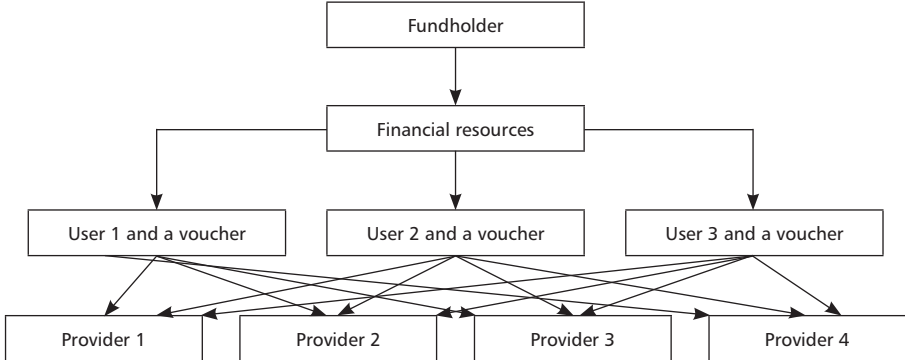 Fundholder
Financial resources
User 1 and a voucher
User 2 and a voucher
User 3 and a voucher
Provider 1
Provider 2
Provider 3
Provider 4